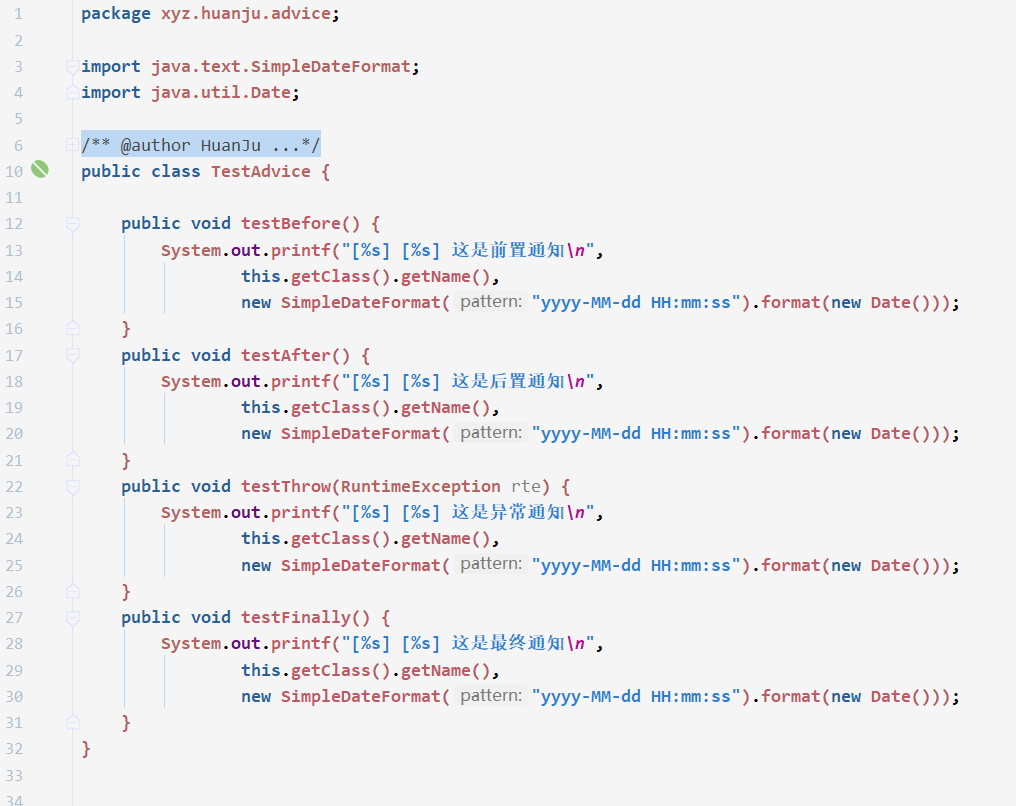 1 package xyz.huanju.advice;
2
3 import java.text.SimpleDateFormat;
4 import java.util.Date;
5
6 /** @author HuanJu ...*/
10 public class TestAdvice {
11
12     public void testBefore() {
13         System.out.printf("[%s] [%s] 这是前置通知\n",
14                 this.getClass().getName(),
15                 new SimpleDateFormat( pattern: "yyyy-MM-dd HH:mm:ss").format(new Date()));
16     }
17     public void testAfter() {
18         System.out.printf("[%s] [%s] 这是后置通知\n",
19                 this.getClass().getName(),
20                 new SimpleDateFormat( pattern: "yyyy-MM-dd HH:mm:ss").format(new Date()));
21     }
22     public void testThrow(RuntimeException rte) {
23         System.out.printf("[%s] [%s] 这是异常通知\n",
24                 this.getClass().getName(),
25                 new SimpleDateFormat( pattern: "yyyy-MM-dd HH:mm:ss").format(new Date()));
26     }
27     public void testFinally() {
28         System.out.printf("[%s] [%s] 这是最终通知\n",
29                 this.getClass().getName(),
30                 new SimpleDateFormat( pattern: "yyyy-MM-dd HH:mm:ss").format(new Date()));
31     }
32 }
33
34